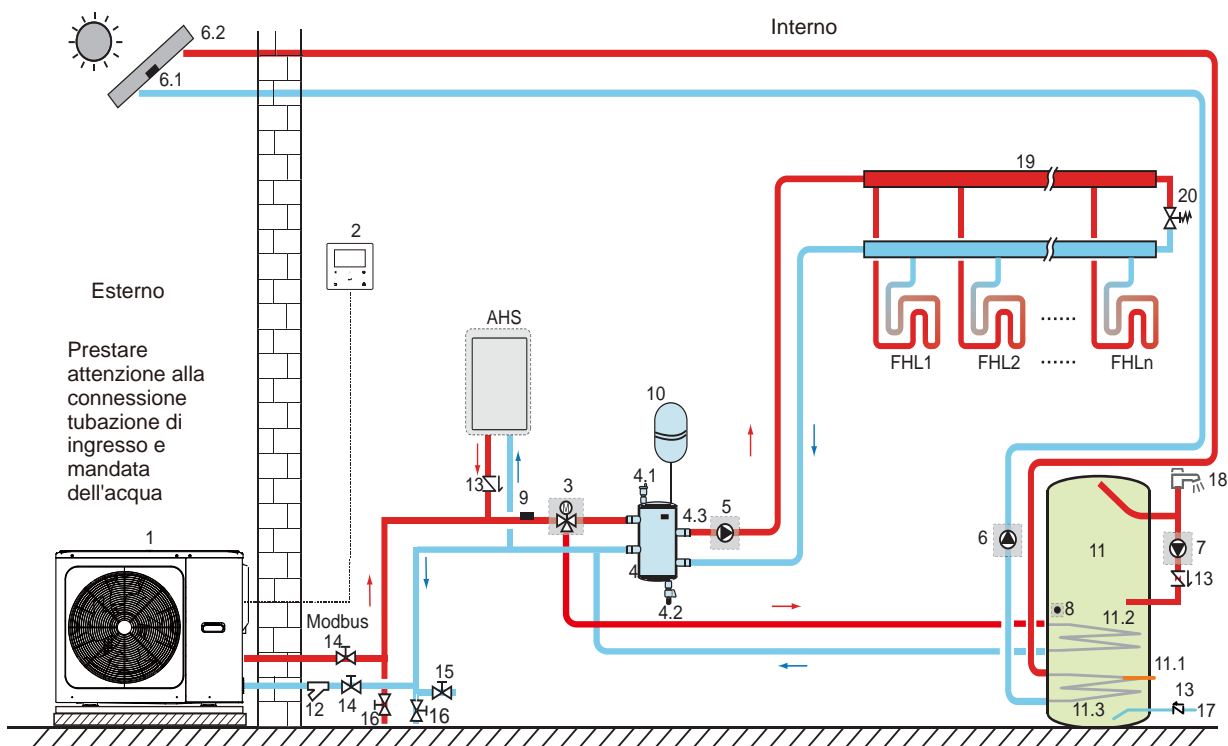 Interno
6.2
6.1
19
20
2
Esterno
AHS
Prestare
attenzione alla
connessione
tubazione di
ingresso e
mandata
dell'acqua
FHL1
FHL2
......
......
FHLn
10
13
9
3
M
4.1
4.3
5
18
6
11
7
1
4
4.2
13
8
11.2
Modbus
14
15
11.1
12
14
16
16
11.3
13
17